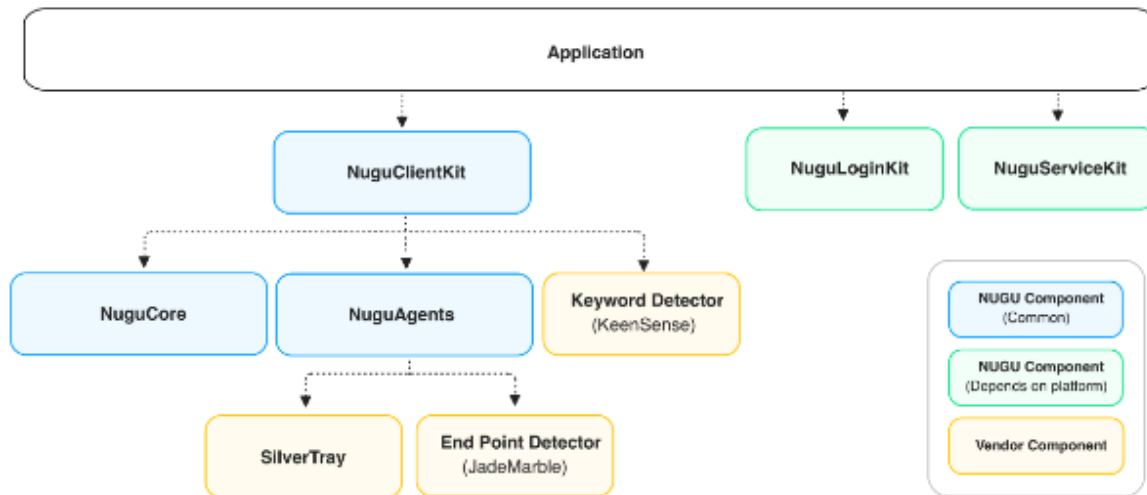 Application
NuguClientKit
NuguLoginKit
NuguServiceKit
NuguCore
NuguAgents
Keyword Detector
(KeenSense)
SilverTray
End Point Detector
(JadeMarble)
NUGU Component
(Common)
NUGU Component
(Depends on platform)
Vendor Component